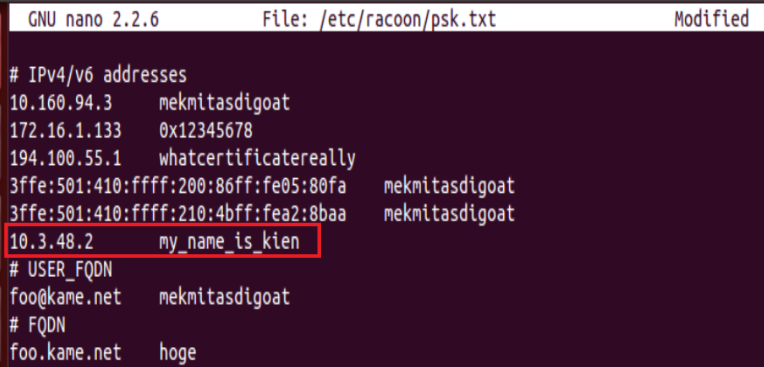 GNU nano 2.2.6 File: /etc/racoon/psk.txt Modified
# IPv4/v6 addresses
10.160.94.3 mekmitasdigoat
172.16.1.133 0x12345678
194.100.55.1 whatcertificatereally
3ffe:501:410:ffff:200:86ff:fe05:80fa mekmitasdigoat
3ffe:501:410:ffff:210:4bff:fea2:8baa mekmitasdigoat
10.3.48.2 my_name_is_kien
# USER_FQDN
foo@kame.net mekmitasdigoat
# FQDN
foo.kame.net hoge